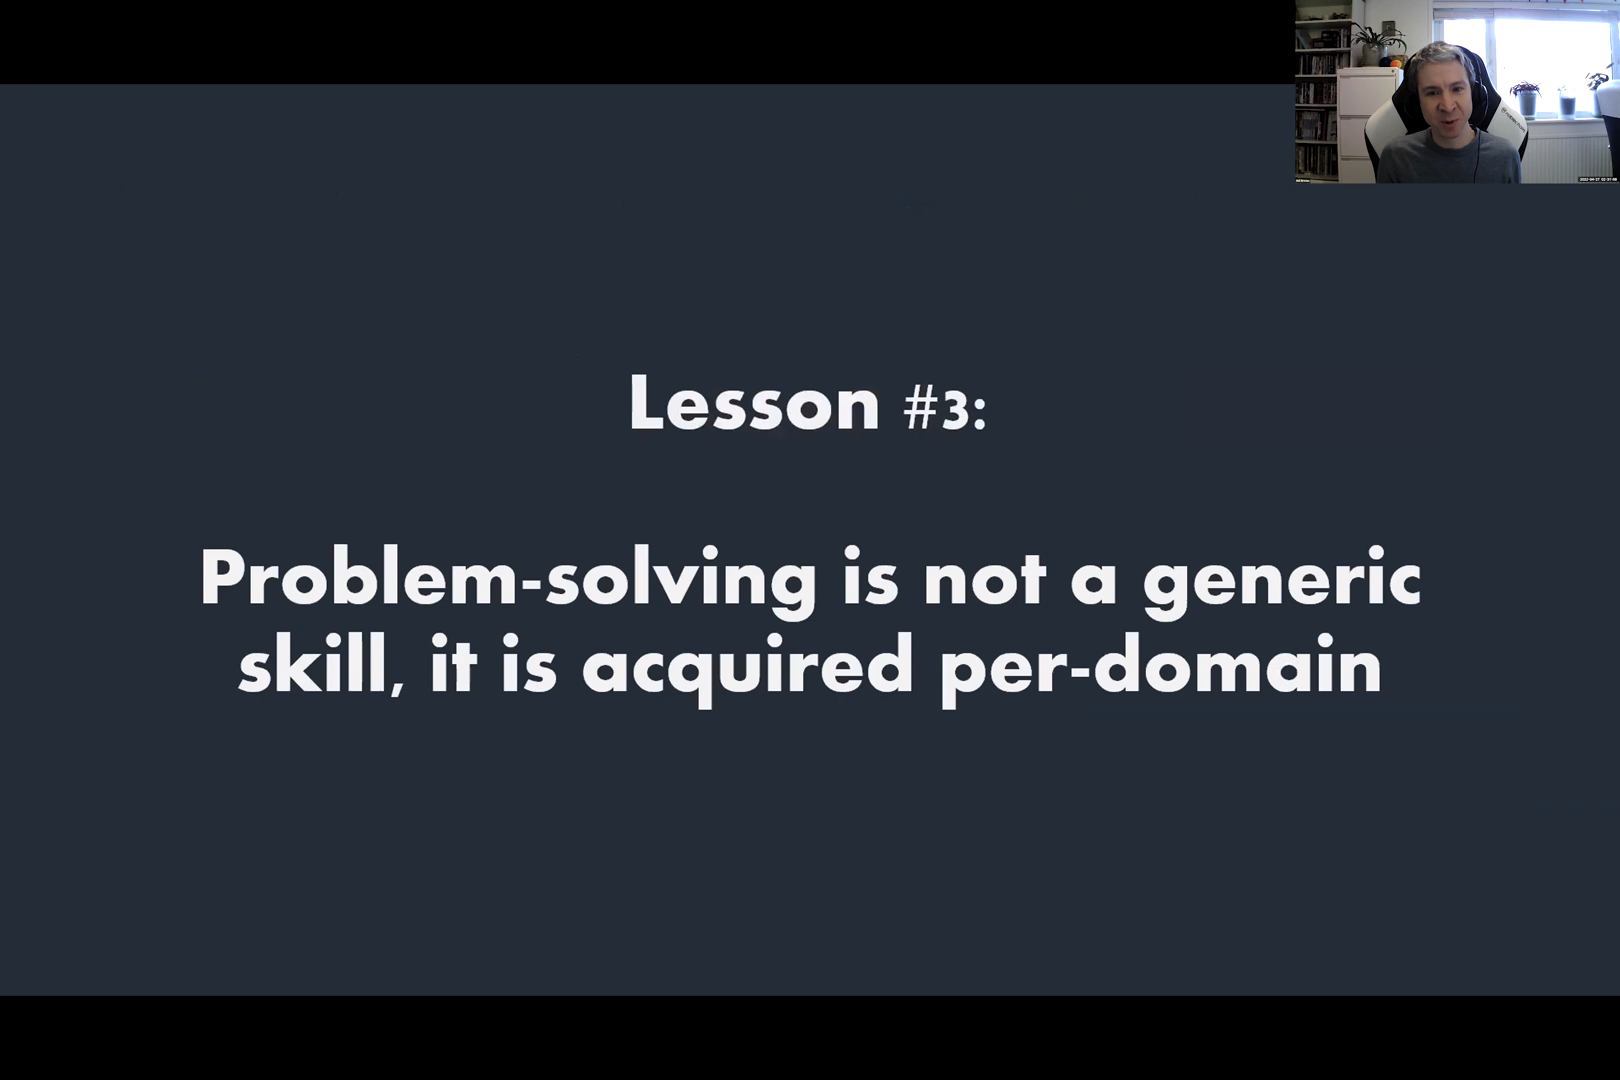 Lesson #3:
Problem-solving is not a generic
skill, it is acquired per-domain